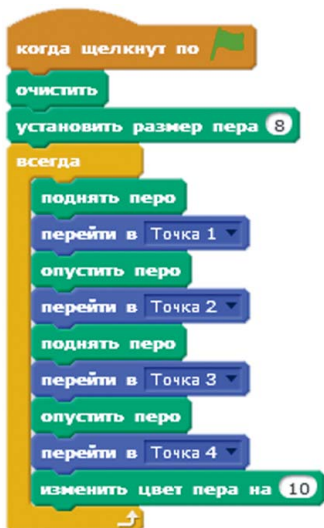 когда щелкнут по
очистить
установить размер пера 8
всегда
поднять перо
перейти в Точка 1
опустить перо
перейти в Точка 2
поднять перо
перейти в Точка 3
опустить перо
перейти в Точка 4
изменить цвет пера на 10